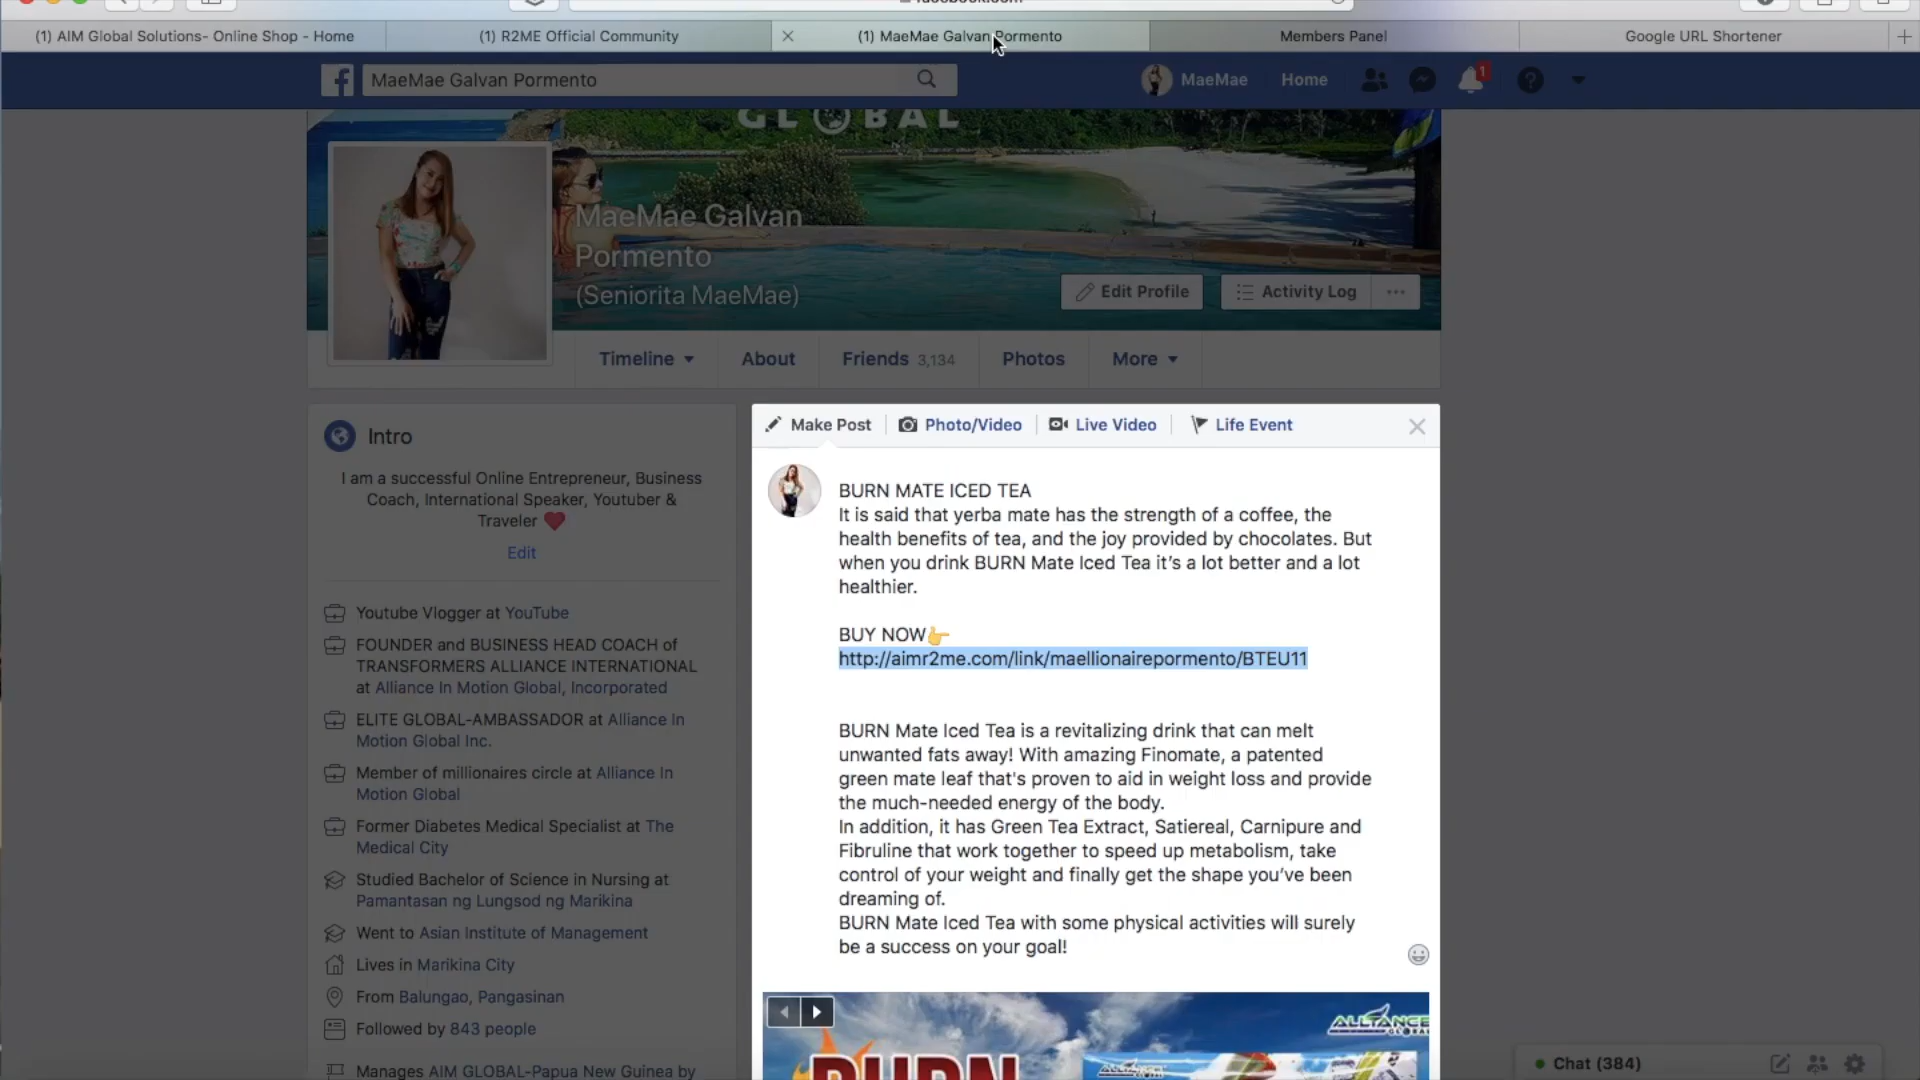 (1) AIM Global Solutions- Online Shop - Home
(1) R2ME Official Community
(1) MaeMae Galvan Pormento
Members Panel
Google URL Shortener
MaeMae Galvan Pormento
MaeMae
Home
1
GLOBAL
MaeMae Galvan
Pormento
(Seniorita MaeMae)
Edit Profile
Activity Log
Timeline
About
Friends 3,134
Photos
More
Intro
I am a successful Online Entrepreneur, Business
Coach, International Speaker, Youtuber &
Traveler ❤️
Edit
Youtube Vlogger at YouTube
FOUNDER and BUSINESS HEAD COACH of
TRANSFORMERS ALLIANCE INTERNATIONAL
at Alliance In Motion Global, Incorporated
ELITE GLOBAL-AMBASSADOR at Alliance In
Motion Global Inc.
Member of millionaires circle at Alliance In
Motion Global
Former Diabetes Medical Specialist at The
Medical City
Studied Bachelor of Science in Nursing at
Pamantasan ng Lungsod ng Marikina
Went to Asian Institute of Management
Lives in Marikina City
From Balungao, Pangasinan
Followed by 843 people
Manages AIM GLOBAL-Papua New Guinea by
Make Post
Photo/Video
Live Video
Life Event
BURN MATE ICED TEA
It is said that yerba mate has the strength of a coffee, the
health benefits of tea, and the joy provided by chocolates. But
when you drink BURN Mate Iced Tea it's a lot better and a lot
healthier.
BUY NOW👉
http://aimr2me.com/link/maellionairepormento/BTEU11
BURN Mate Iced Tea is a revitalizing drink that can melt
unwanted fats away! With amazing Finomate, a patented
green mate leaf that's proven to aid in weight loss and provide
the much-needed energy of the body.
In addition, it has Green Tea Extract, Satiereal, Carnipure and
Fibruline that work together to speed up metabolism, take
control of your weight and finally get the shape you've been
dreaming of.
BURN Mate Iced Tea with some physical activities will surely
be a success on your goal!
BURN
Chat (384)